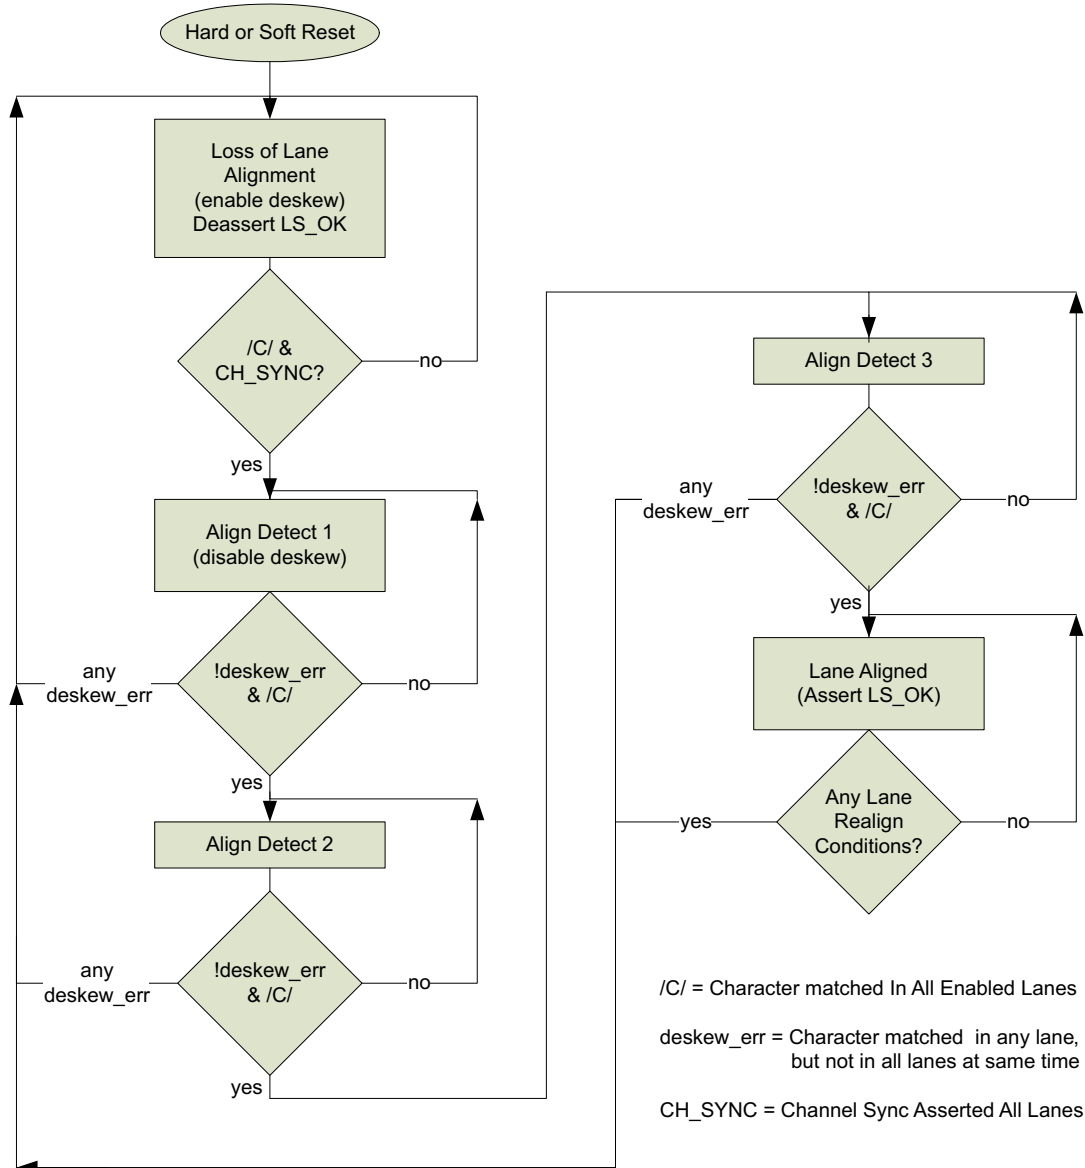 Hard or Soft Reset
Loss of Lane
Alignment
(enable deskew)
Deassert LS_OK
/C/ &
CH_SYNC?
no
yes
Align Detect 1
(disable deskew)
any
deskew_err
!deskew_err
& /C/
no
yes
Align Detect 2
any
deskew_err
!deskew_err
& /C/
no
yes
Align Detect 3
any
deskew_err
!deskew_err
& /C/
no
yes
Lane Aligned
(Assert LS_OK)
yes
Any Lane
Realign
Conditions?
no
/C/ = Character matched In All Enabled Lanes
deskew_err = Character matched in any lane,
but not in all lanes at same time
CH_SYNC = Channel Sync Asserted All Lanes